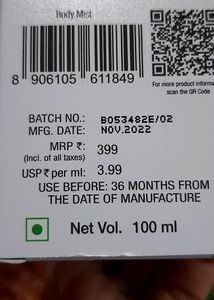 Body Mist
8 906105 611849
For more product information
scan the QR Code
BATCH NO.: B053482E/02
MFG. DATE: NOV.2022
MRP ₹: 399
(Incl. of all taxes)
USP ₹ per ml: 3.99
USE BEFORE: 36 MONTHS FROM
THE DATE OF MANUFACTURE
Net Vol. 100 ml